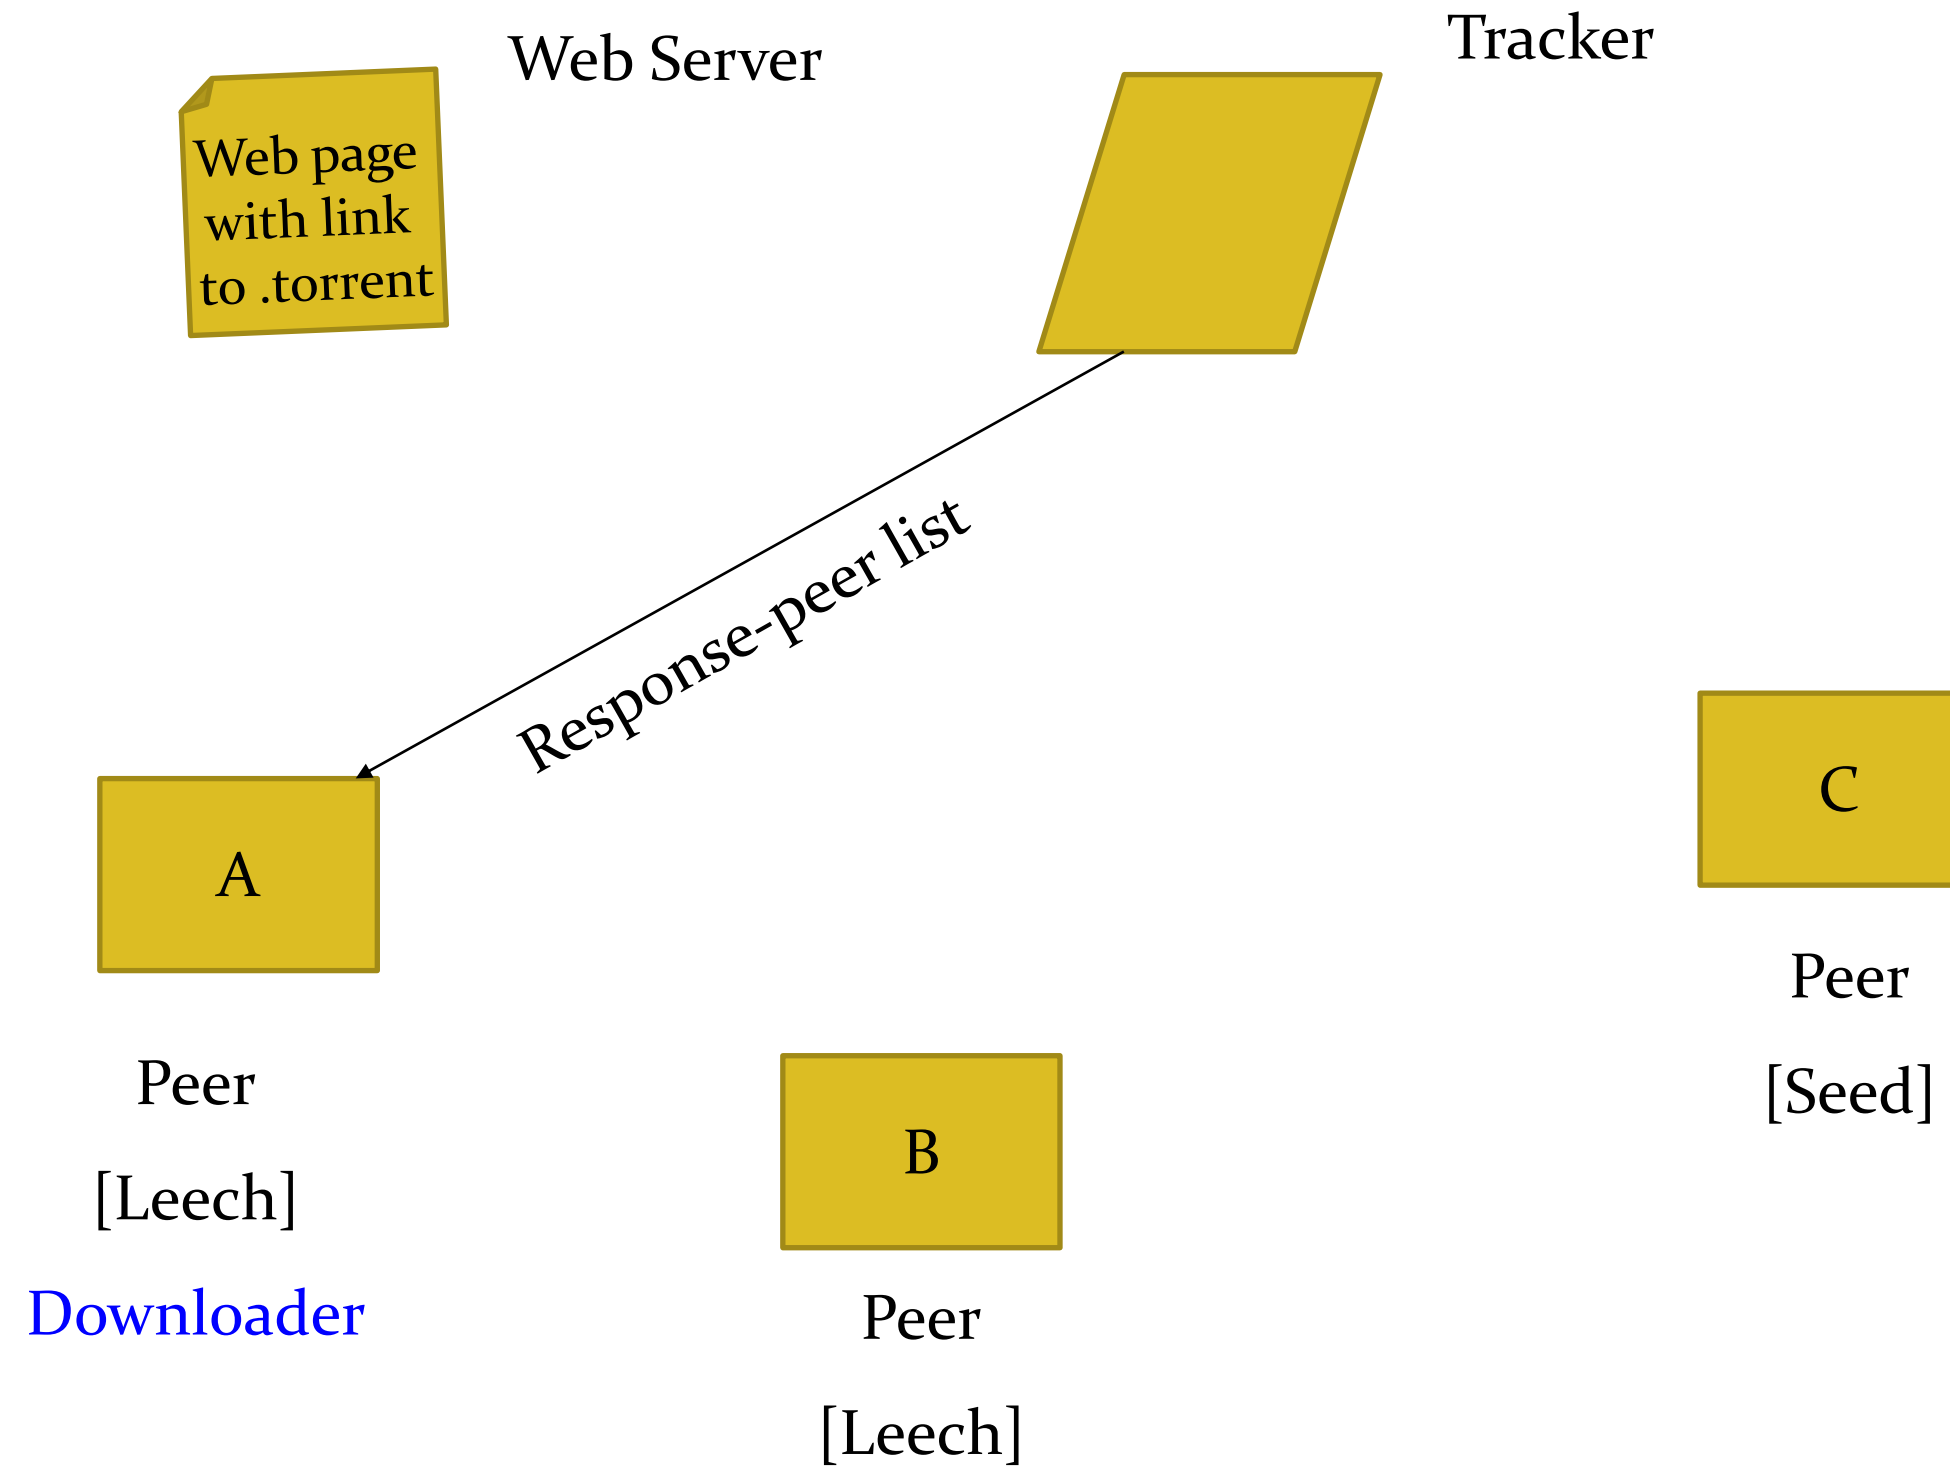 Web Server
Tracker
Web page
with link
to .torrent
Response-peer list
A
Peer
[Leech]
Downloader
B
Peer
[Leech]
C
Peer
[Seed]